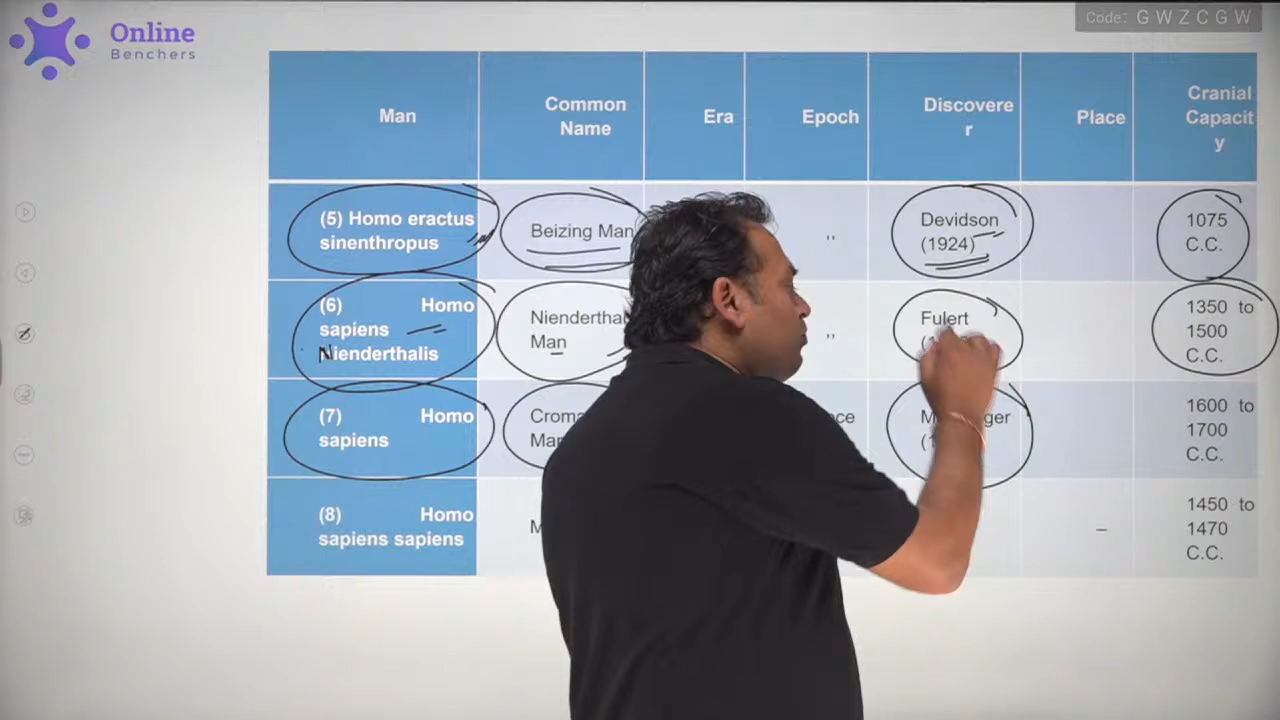 Online
Benchers
Code: G W Z C G W
Man
Common
Name
Era
Epoch
Discovere
r
Place
Cranial
Capacit
y
(5) Homo eractus
sinenthropus
Beizing Man
,,
Devidson
(1924)
1075
C.C.
(6) Homo
sapiens
Nienderthalis
Man
,,
Fulert
1350 to
1500
C.C.
(7) Homo
sapiens
1600 to
1700
C.C.
(8) Homo
sapiens sapiens
–
1450 to
1470
C.C.